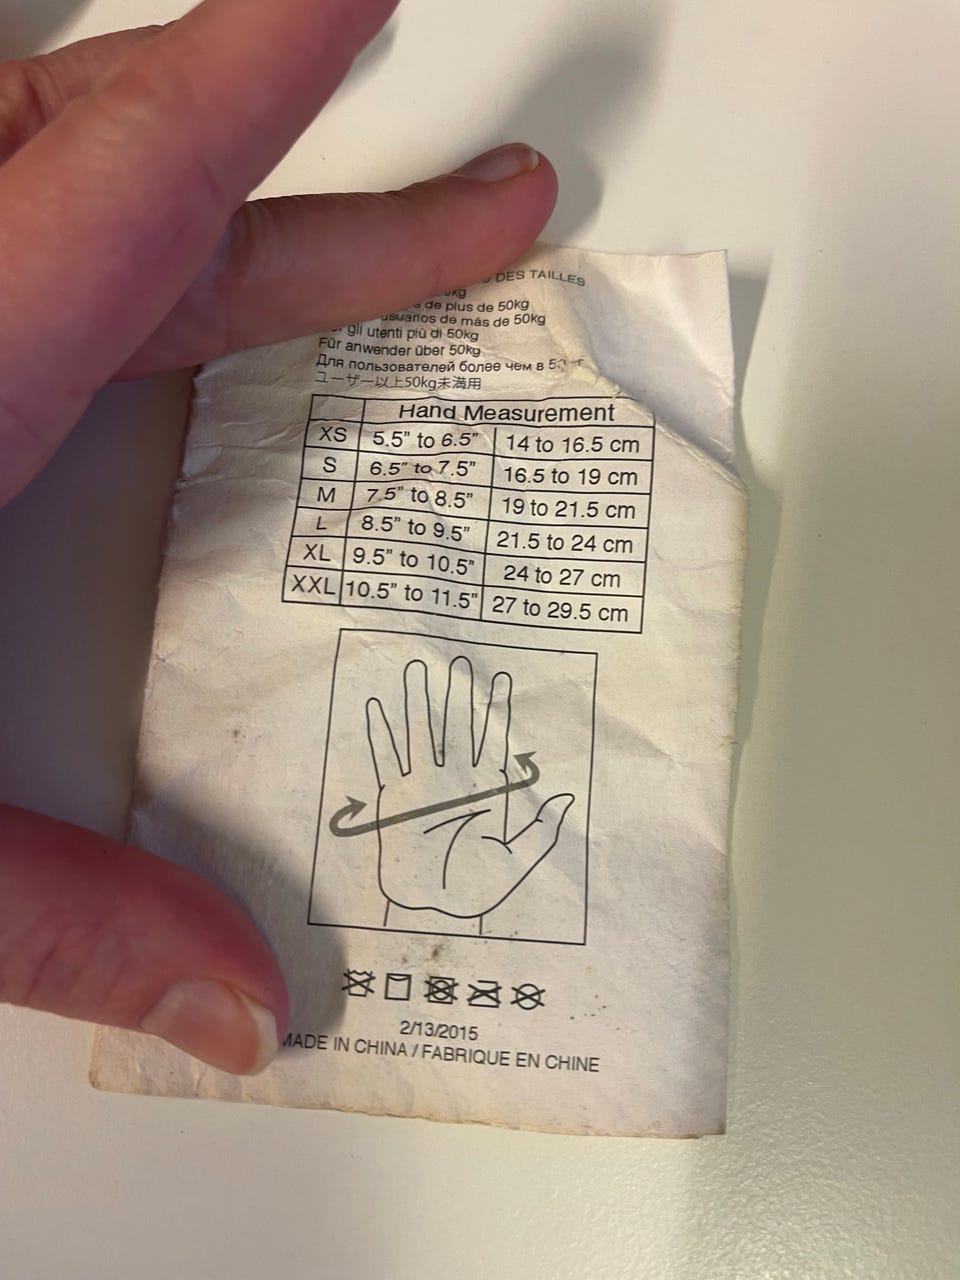 DES TAILLES
de plus de 50kg
usuarios de más de 50kg
gli utenti più di 50kg
Für anwender über 50kg
Для пользователей более чем в
ユーザー以上50kg未満用
Hand Measurement
XS 5.5” to 6.5” 14 to 16.5 cm
S 6.5” to 7.5” 16.5 to 19 cm
M 7.5” to 8.5” 19 to 21.5 cm
L 8.5” to 9.5” 21.5 to 24 cm
XL 9.5” to 10.5” 24 to 27 cm
XXL 10.5” to 11.5” 27 to 29.5 cm
2/13/2015
MADE IN CHINA / FABRIQUE EN CHINE